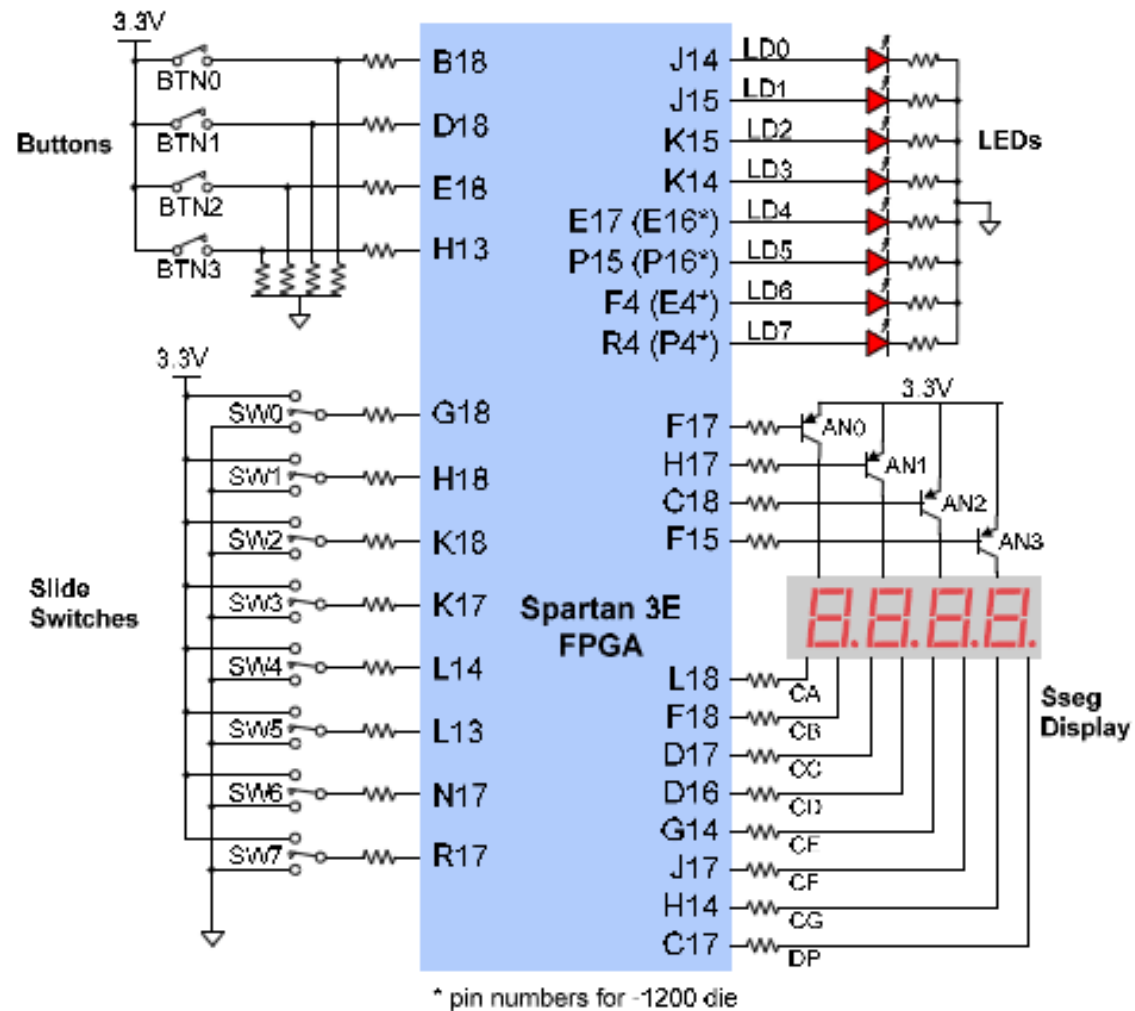 3.3V
BTN0
BTN1
BTN2
BTN3
Buttons
B18
D18
E18
H13
J14 LD0
J15 LD1
K15 LD2
K14 LD3
E17 (E16*) LD4
P15 (P16*) LD5
F4 (E4*) LD6
R4 (P4*) LD7
LEDs
3.3V
SW0 G18
SW1 H18
SW2 K18
SW3 K17
SW4 L14
SW5 L13
SW6 N17
SW7 R17
Slide
Switches
Spartan 3E
FPGA
3.3V
F17 AN0
H17 AN1
C18 AN2
F15 AN3
8.8.8.8.
L18 CA
F18 CB
D17 CC
D16 CD
G14 CE
J17 CF
H14 CG
C17 DP
Sseg
Display
* pin numbers for -1200 die